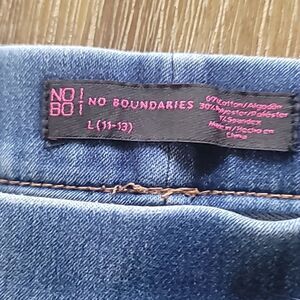 NO
BO
NO BOUNDARIES
L (11-13)
Cotton/Algodón
Polyester/Poliéster
Spandex
Made in/Hecho en
China